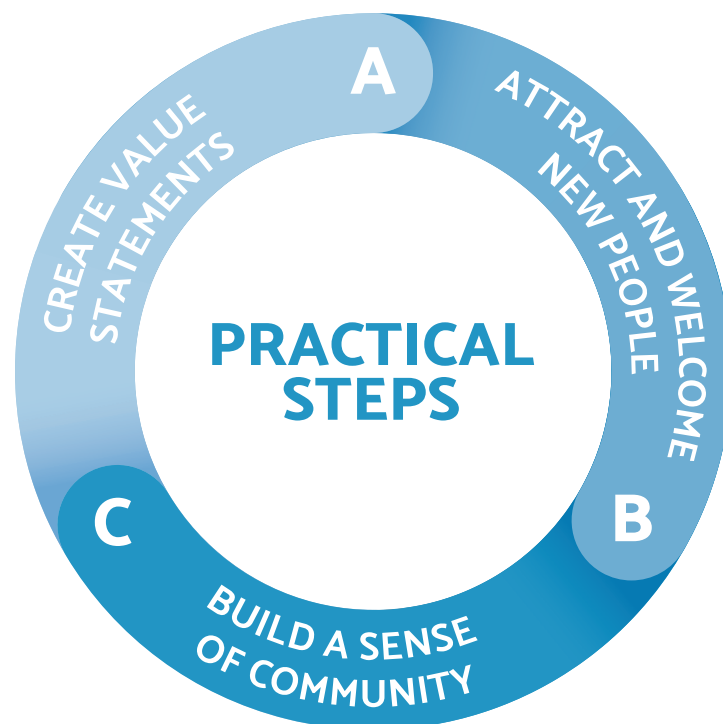 PRACTICAL
STEPS
A
CREATE VALUE
STATEMENTS
B
ATTRACT AND WELCOME
NEW PEOPLE
C
BUILD A SENSE
OF COMMUNITY